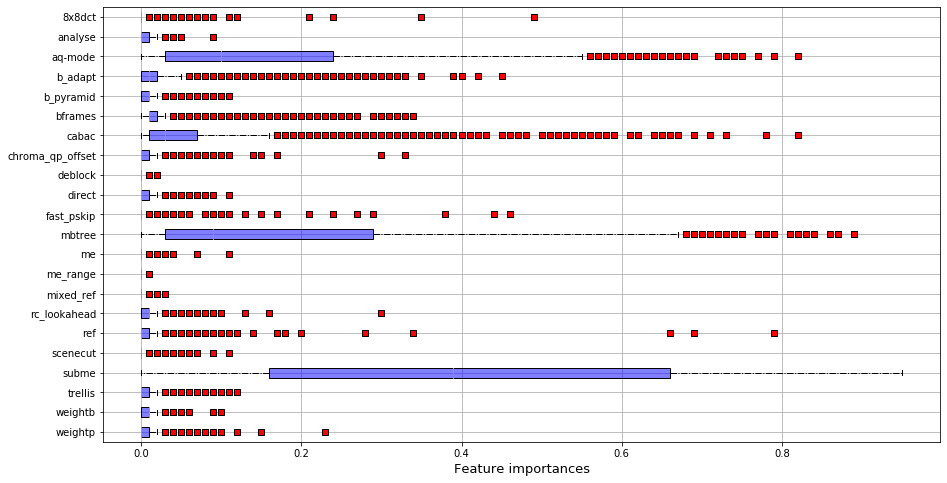 8x8dct
analyse
aq-mode
b_adapt
b_pyramid
bframes
cabac
chroma_qp_offset
deblock
direct
fast_pskip
mbtree
me
me_range
mixed_ref
rc_lookahead
ref
scenecut
subme
trellis
weightb
weightp
0.0 0.2 0.4 0.6 0.8
Feature importances